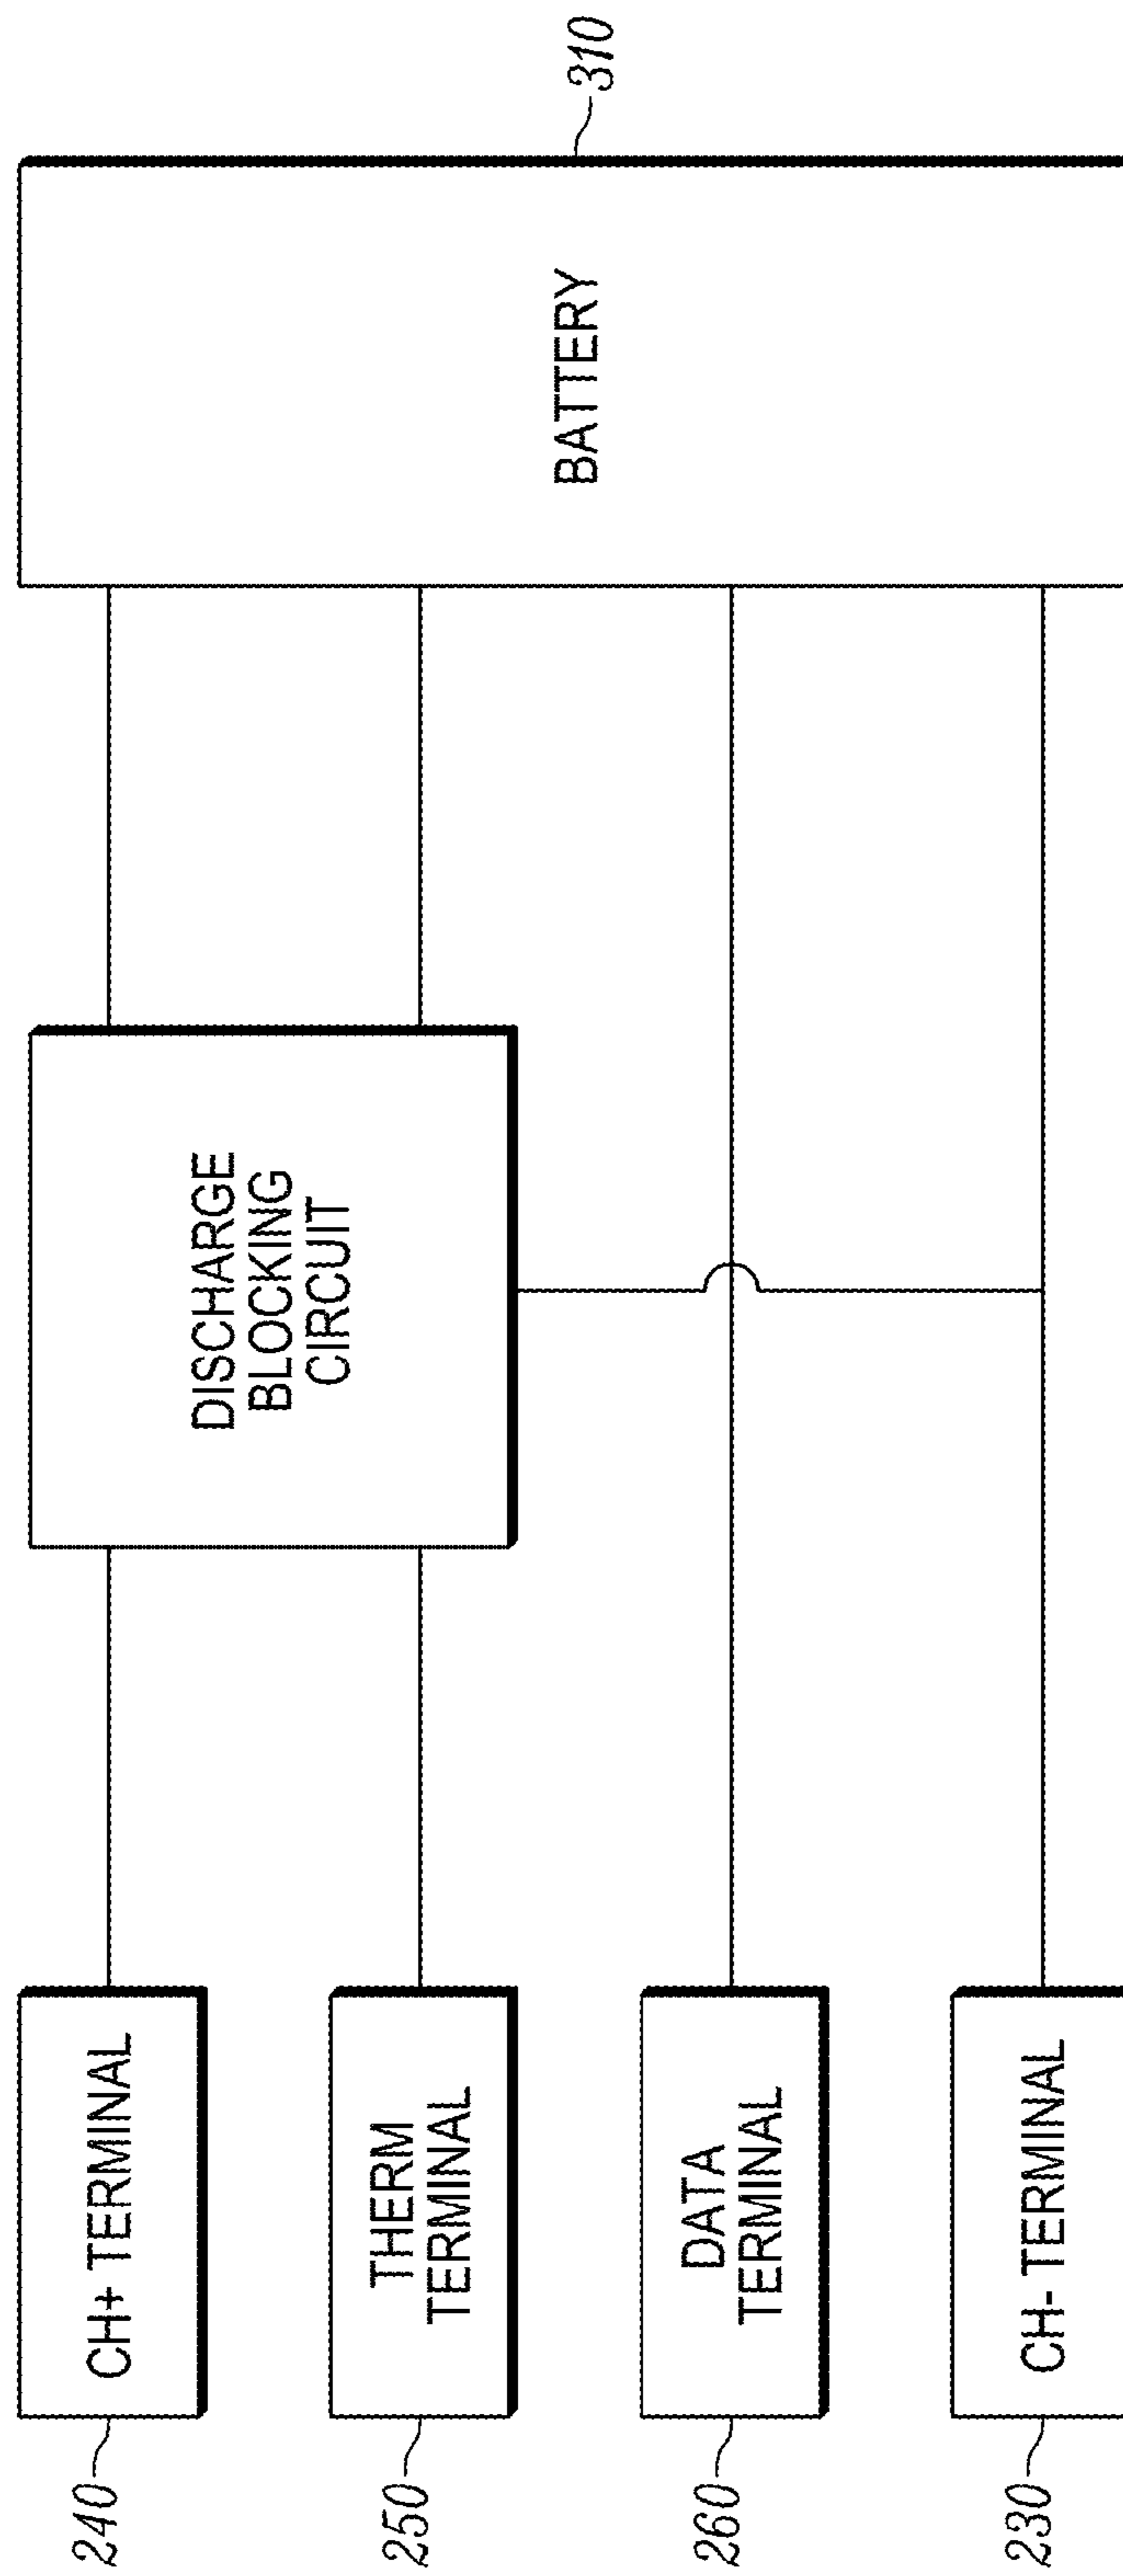 240
CH+ TERMINAL
250
THERM
TERMINAL
260
DATA
TERMINAL
230
CH- TERMINAL
DISCHARGE
BLOCKING
CIRCUIT
BATTERY
310